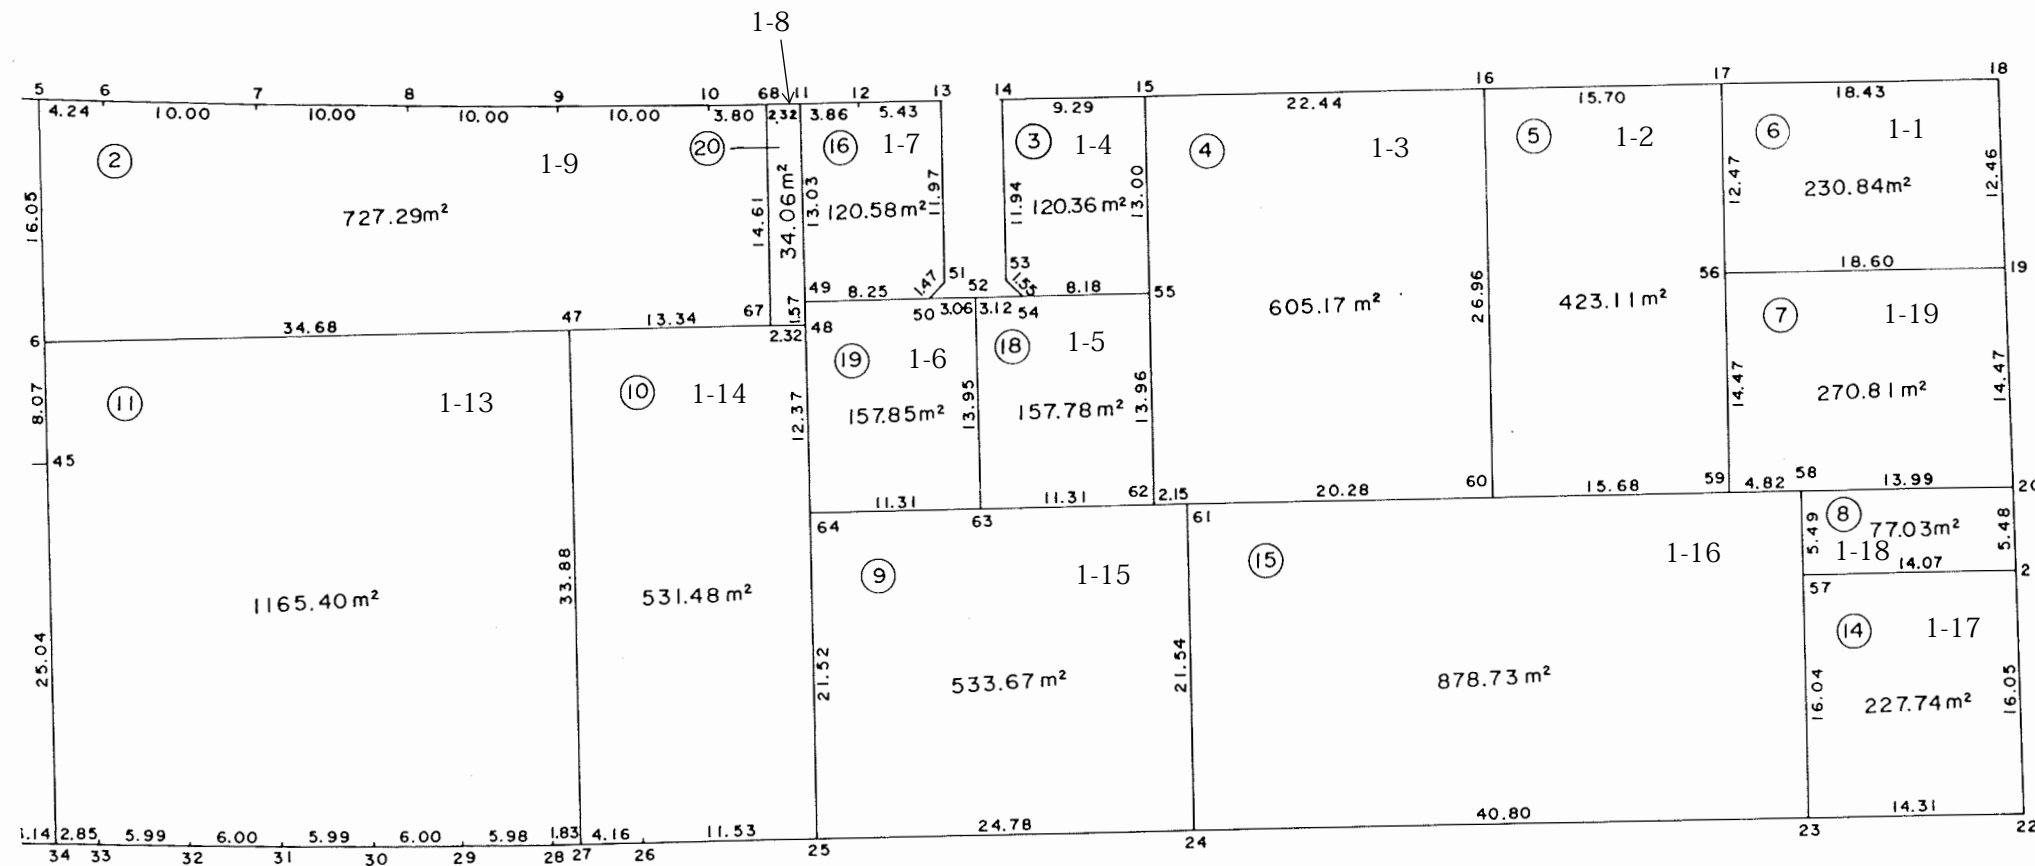 1-8
5 6 7 8 9 10 68 11 12 13 14 15 16 17 18
4.24 10.00 10.00 10.00 10.00 3.80 2.32 3.86 5.43 9.29 22.44 15.70 18.43
② 1-9 ⑳ ⑯ 1-7 ③ 1-4 ④ 1-3 ⑤ 1-2 ⑥ 1-1
16.05 727.29m² 14.61 34.06m² 13.03 120.58m² 11.97 11.94 120.36m² 13.00 12.47 230.84m² 12.46
49 8.25 1.47 51 52 53 1.55 8.18 55 605.17m² 26.96 423.11m² 56 18.60 19
6 34.68 47 13.34 67 1.57 2.32 48 50 3.06 3.12 54
⑪ 1-13 ⑩ 1-14 ⑲ 1-6 ⑱ 1-5 ⑦ 1-19
8.07 12.37 157.85m² 13.95 157.78m² 13.96 14.47 270.81m² 14.47
45
64 11.31 63 11.31 62 2.15 61 20.28 60 15.68 59 4.82 58 13.99
1165.40m² 33.88 531.48m² ⑨ 1-15 ⑮ 1-16 5.49 ⑧ 77.03m² 5.48
1-18 14.07
57
⑭ 1-17
25.04 21.52 533.67m² 21.54 878.73m² 16.04 227.74m² 16.05
2.85 5.99 6.00 5.99 6.00 5.98 1.83 4.16 11.53 24.78 40.80 14.31
34 33 32 31 30 29 28 27 26 25 24 23 22